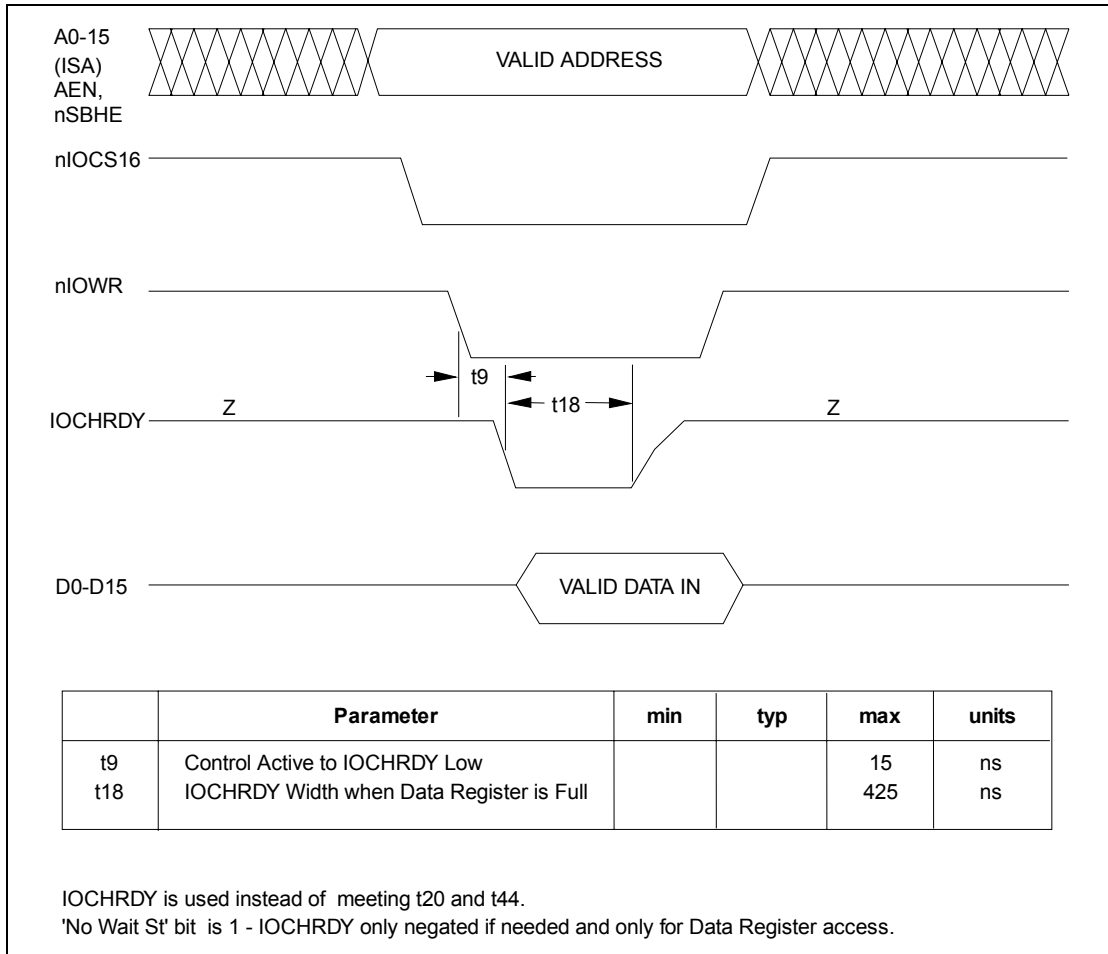 A0-15
(ISA)
AEN,
nSBHE
VALID ADDRESS
nIOCS16
nIOWR
t9
t18
IOCHRDY
Z
Z
D0-D15
VALID DATA IN
Parameter min typ max units
t9 Control Active to IOCHRDY Low 15 ns
t18 IOCHRDY Width when Data Register is Full 425 ns
IOCHRDY is used instead of meeting t20 and t44.
'No Wait St' bit is 1 - IOCHRDY only negated if needed and only for Data Register access.